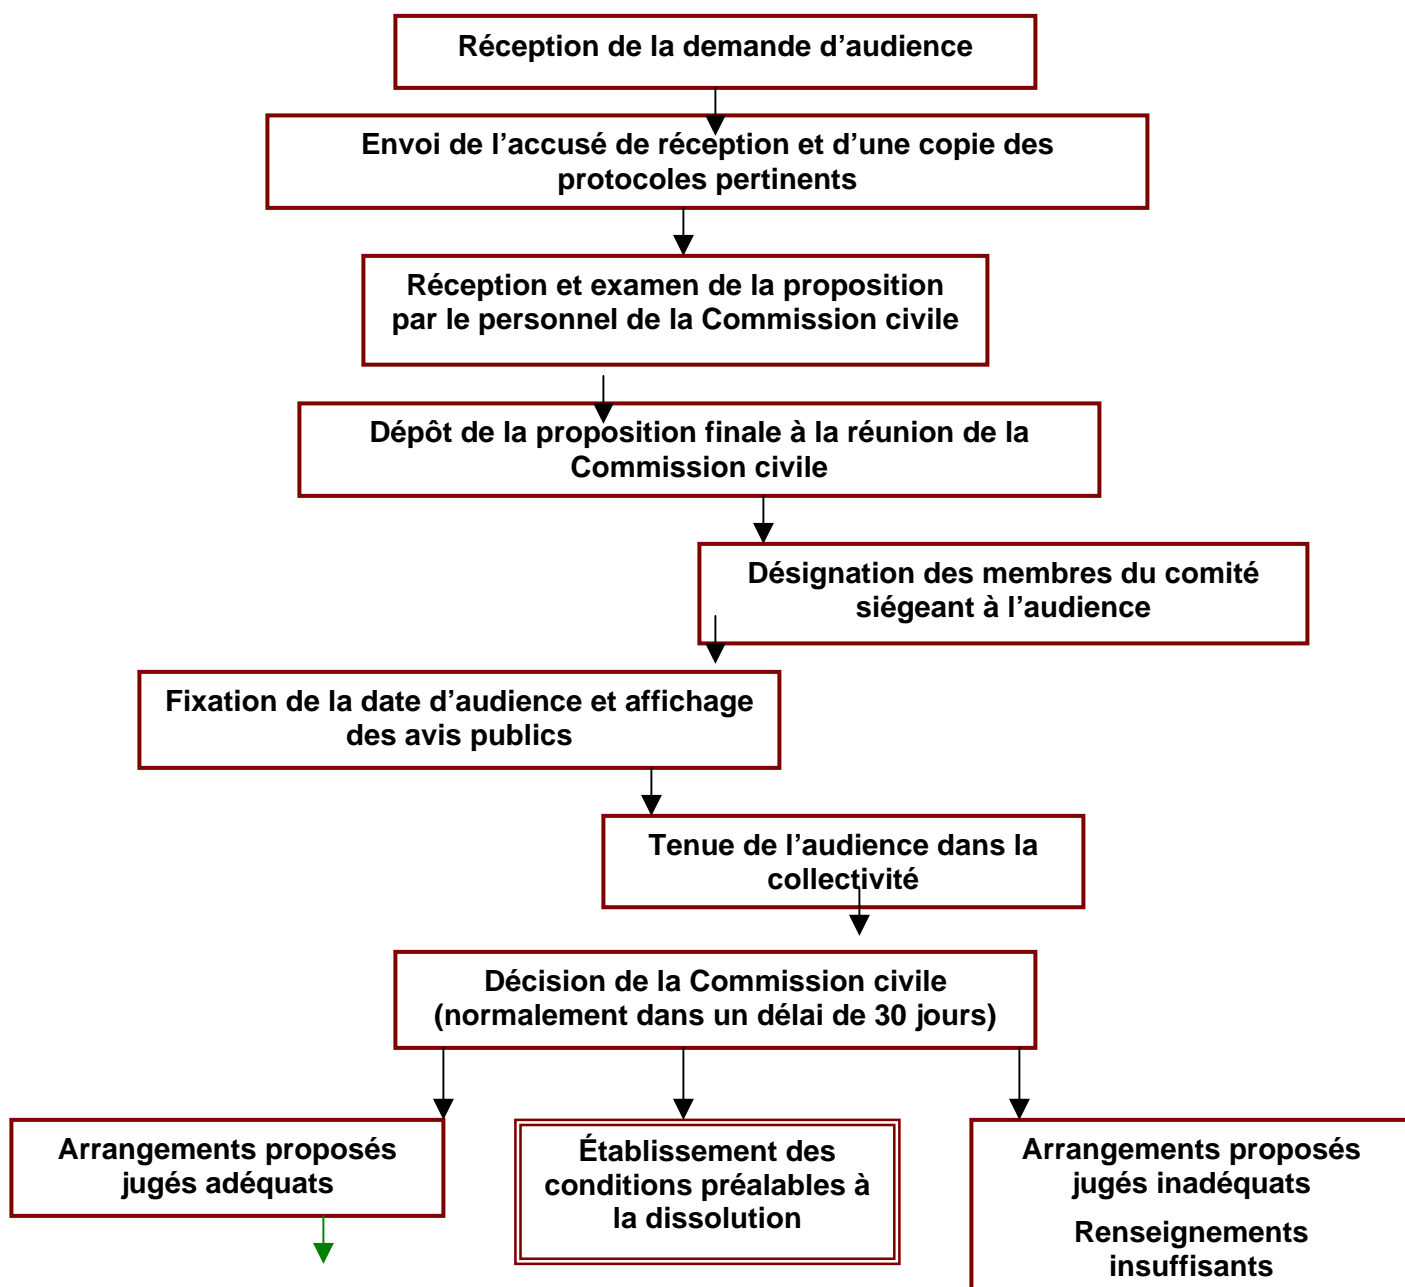 Réception de la demande d’audience
Envoi de l’accusé de réception et d’une copie des
protocoles pertinents
Réception et examen de la proposition
par le personnel de la Commission civile
Dépôt de la proposition finale à la réunion de la
Commission civile
Désignation des membres du comité
siégeant à l’audience
Fixation de la date d’audience et affichage
des avis publics
Tenue de l’audience dans la
collectivité
Décision de la Commission civile
(normalement dans un délai de 30 jours)
Arrangements proposés
jugés adéquats
Établissement des
conditions préalables à
la dissolution
Arrangements proposés
jugés inadéquats
Renseignements
insuffisants